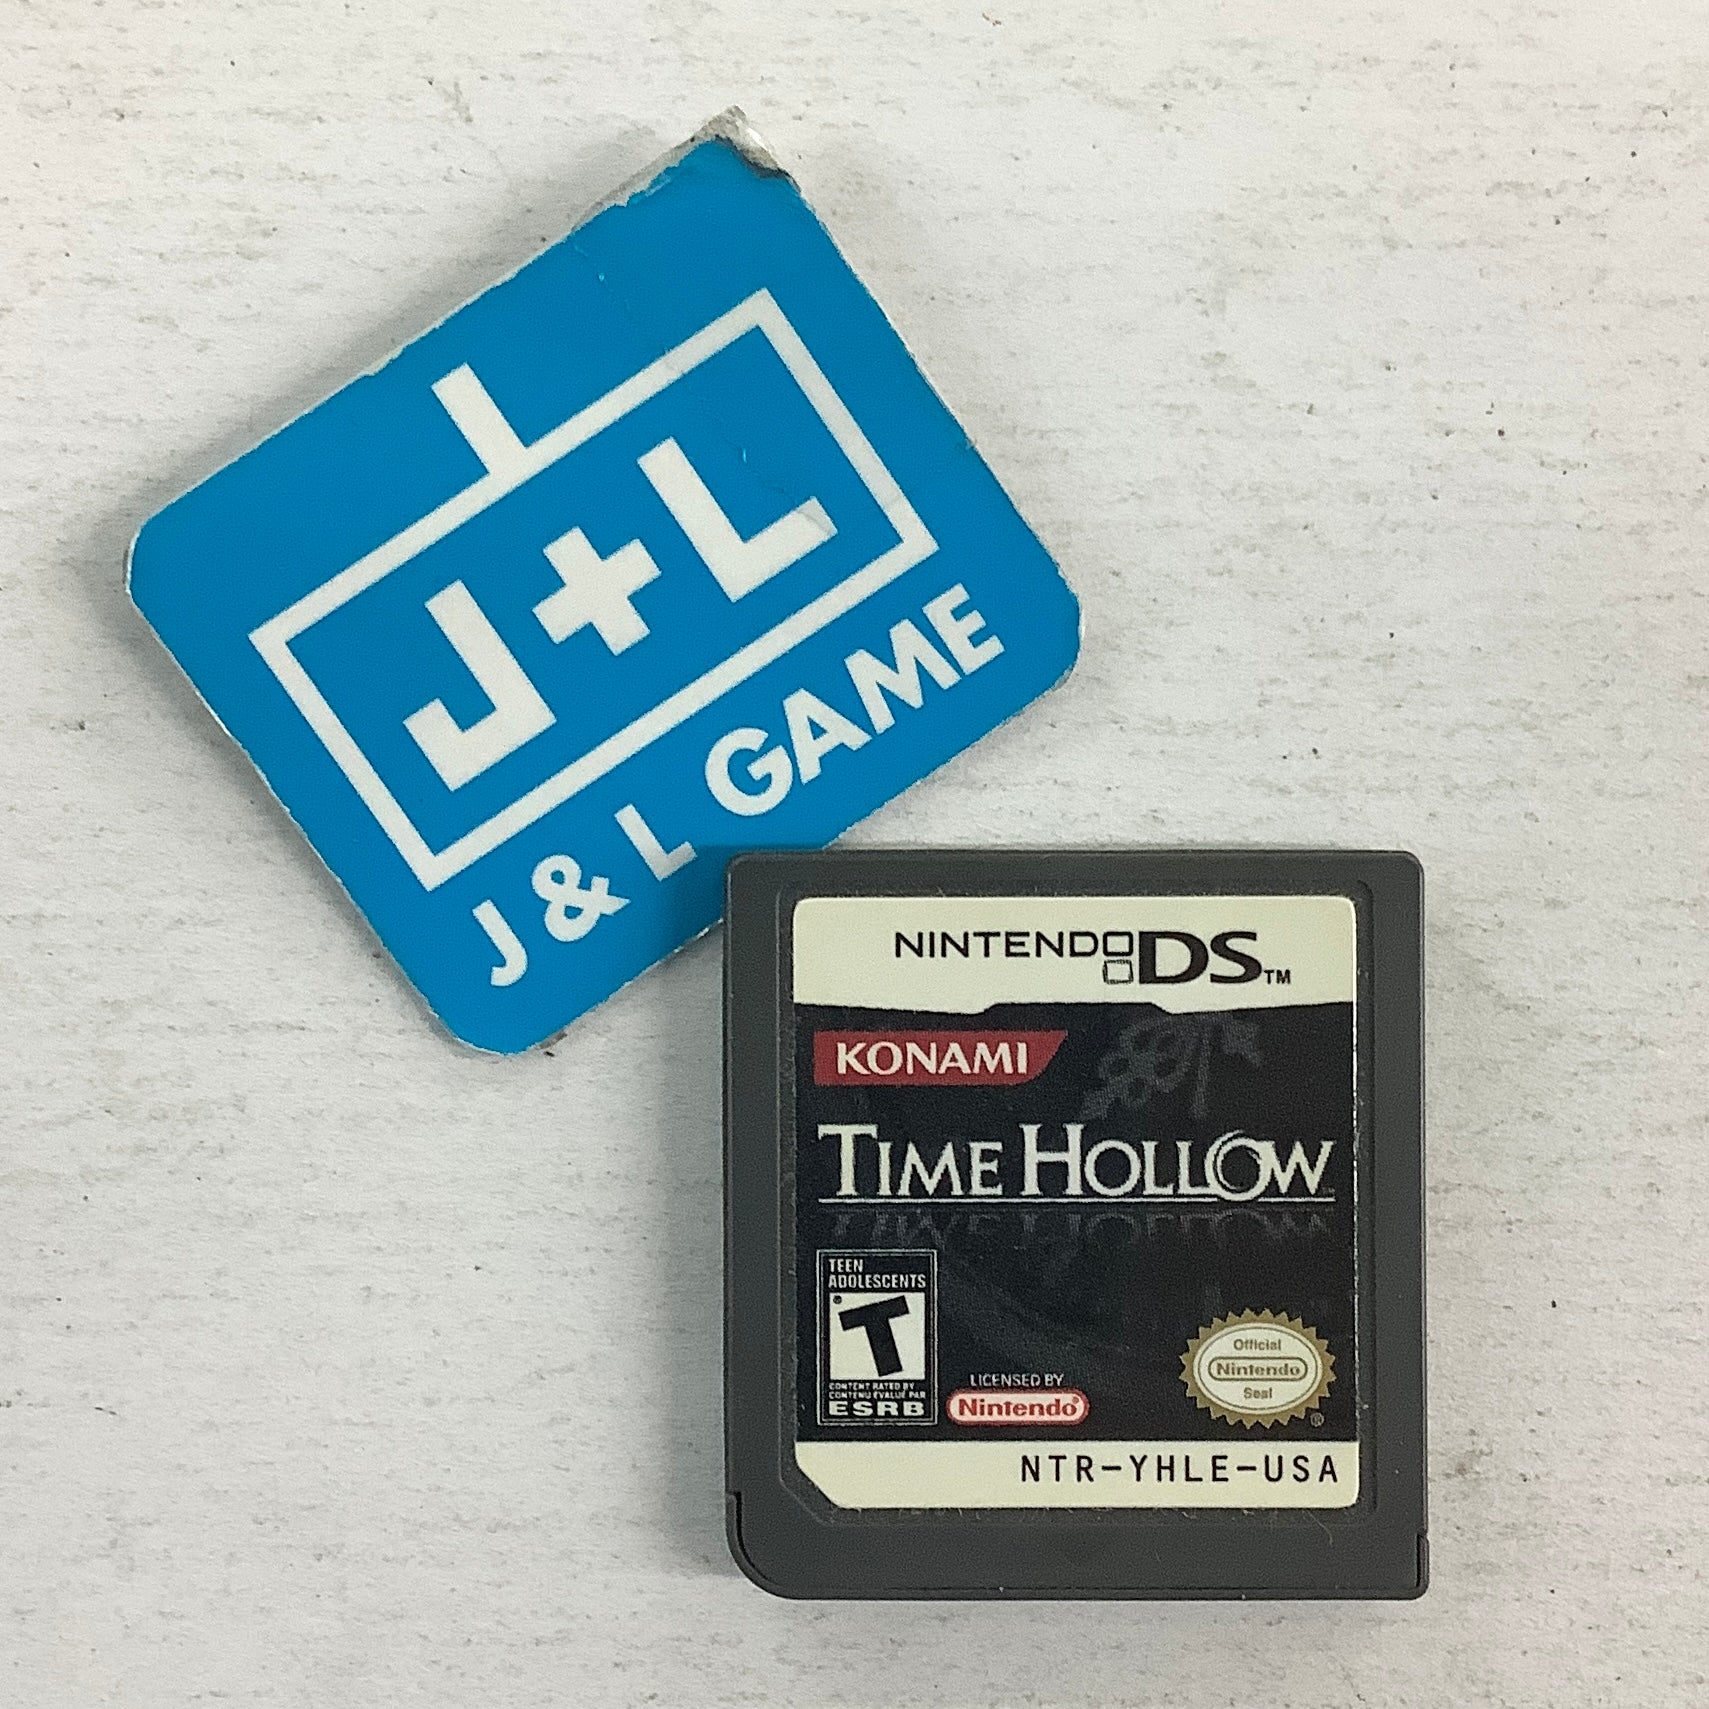 J+L
J & L GAME
NINTENDO DS™
KONAMI
TIME HOLLOW
TEEN
ADOLESCENTS
T
CONTENT RATED BY
CONTENU ÉVALUÉ PAR
ESRB
LICENSED BY
Nintendo®
Official
Nintendo
Seal
®
NTR-YHLE-USA